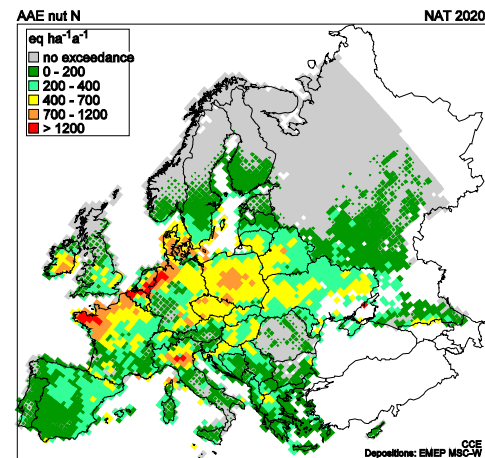 AAE nut N NAT 2020
eq ha⁻¹a⁻¹
no exceedance
0 - 200
200 - 400
400 - 700
700 - 1200
> 1200
CCE
Depositions: EMEP MSC-W